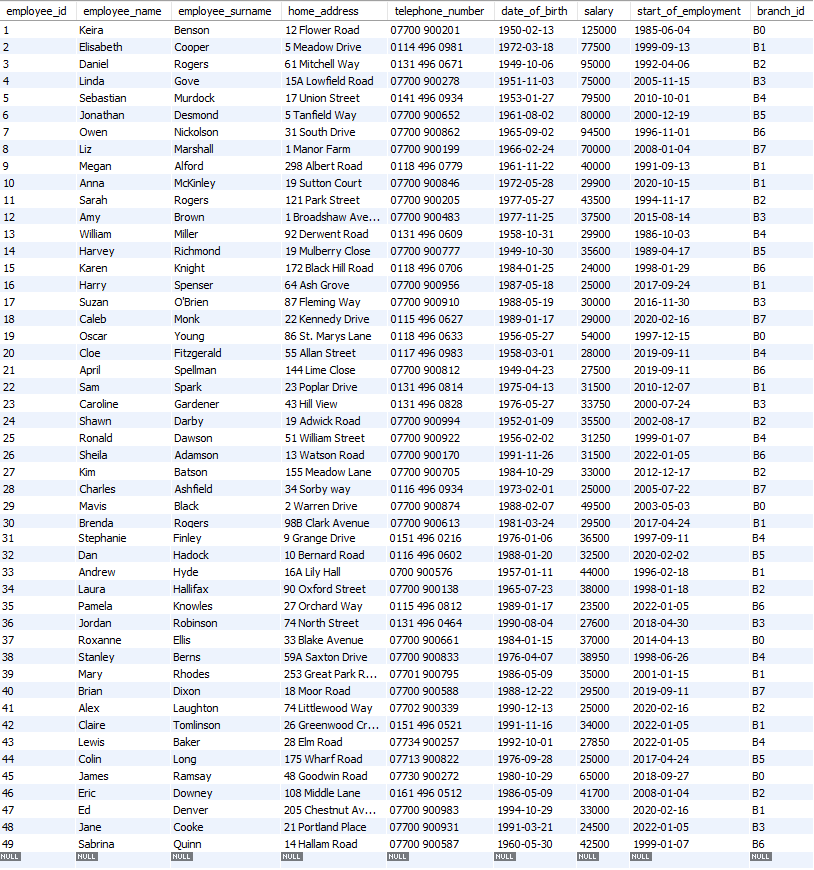 employee_id employee_name employee_surname home_address telephone_number date_of_birth salary start_of_employment branch_id
1 Keira Benson 12 Flower Road 07700 900201 1950-02-13 125000 1985-06-04 B0
2 Elisabeth Cooper 5 Meadow Drive 0114 496 0981 1972-03-18 77500 1999-09-13 B1
3 Daniel Rogers 61 Mitchell Way 0131 496 0671 1949-10-06 95000 1992-04-06 B2
4 Linda Gove 15A Lowfield Road 07700 900278 1951-11-03 75000 2005-11-15 B3
5 Sebastian Murdock 17 Union Street 0141 496 0934 1953-01-27 79500 2010-10-01 B4
6 Jonathan Desmond 5 Tanfield Way 07700 900652 1961-08-02 80000 2000-12-19 B5
7 Owen Nickolson 31 South Drive 07700 900862 1965-09-02 94500 1996-11-01 B6
8 Liz Marshall 1 Manor Farm 07700 900199 1966-02-24 70000 2008-01-04 B7
9 Megan Alford 298 Albert Road 0118 496 0779 1961-11-22 40000 1991-09-13 B1
10 Anna McKinley 19 Sutton Court 07700 900846 1972-05-28 29900 2020-10-15 B1
11 Sarah Rogers 121 Park Street 07700 900205 1977-05-27 43500 1994-11-17 B2
12 Amy Brown 1 Broadshaw Ave... 07700 900483 1977-11-25 37500 2015-08-14 B3
13 William Miller 92 Derwent Road 0131 496 0609 1958-10-31 29900 1986-10-03 B4
14 Harvey Richmond 19 Mulberry Close 07700 900777 1949-10-30 35600 1989-04-17 B5
15 Karen Knight 172 Black Hill Road 0118 496 0706 1984-01-25 24000 1998-01-29 B6
16 Harry Spenser 64 Ash Grove 07700 900956 1987-05-18 25000 2017-09-24 B1
17 Suzan O'Brien 87 Fleming Way 07700 900910 1988-05-19 30000 2016-11-30 B3
18 Caleb Monk 22 Kennedy Drive 0115 496 0627 1989-01-17 29000 2020-02-16 B7
19 Oscar Young 86 St. Marys Lane 0118 496 0633 1956-05-27 54000 1997-12-15 B0
20 Cloe Fitzgerald 55 Allan Street 0117 496 0983 1958-03-01 28000 2019-09-11 B4
21 April Spellman 144 Lime Close 07700 900812 1949-04-23 27500 2019-09-11 B6
22 Sam Spark 23 Poplar Drive 0131 496 0814 1975-04-13 31500 2010-12-07 B1
23 Caroline Gardener 43 Hill View 0131 496 0828 1976-05-27 33750 2000-07-24 B3
24 Shawn Darby 19 Adwick Road 07700 900994 1952-01-09 35500 2002-08-17 B2
25 Ronald Dawson 51 William Street 07700 900922 1956-02-02 31250 1999-01-07 B4
26 Sheila Adamson 13 Watson Road 07700 900170 1991-11-26 31500 2022-01-05 B6
27 Kim Batson 155 Meadow Lane 07700 900705 1984-10-29 33000 2012-12-17 B2
28 Charles Ashfield 34 Sorby way 0116 496 0934 1973-02-01 25000 2005-07-22 B7
29 Mavis Black 2 Warren Drive 07700 900874 1988-02-07 49500 2003-05-03 B0
30 Brenda Rogers 98B Clark Avenue 07700 900613 1981-03-24 29500 2017-04-24 B1
31 Stephanie Finley 9 Grange Drive 0151 496 0216 1976-01-06 36500 1997-09-11 B4
32 Dan Hadock 10 Bernard Road 0116 496 0602 1988-01-20 32500 2020-02-02 B5
33 Andrew Hyde 16A Lily Hall 0700 900576 1957-01-11 44000 1996-02-18 B1
34 Laura Hallifax 90 Oxford Street 07700 900138 1965-07-23 38000 1998-01-18 B2
35 Pamela Knowles 27 Orchard Way 0115 496 0812 1989-01-17 23500 2022-01-05 B6
36 Jordan Robinson 74 North Street 0131 496 0464 1990-08-04 27600 2018-04-30 B3
37 Roxanne Ellis 33 Blake Avenue 07700 900661 1984-01-15 37000 2014-04-13 B0
38 Stanley Berns 59A Saxton Drive 07700 900833 1976-04-07 38950 1998-06-26 B4
39 Mary Rhodes 253 Great Park R... 07701 900795 1986-05-09 35000 2001-01-15 B1
40 Brian Dixon 18 Moor Road 07700 900588 1988-12-22 29500 2019-09-11 B7
41 Alex Laughton 74 Littlewood Way 07702 900339 1990-12-13 25000 2020-02-16 B2
42 Claire Tomlinson 26 Greenwood Cr... 0151 496 0521 1991-11-16 34000 2022-01-05 B1
43 Lewis Baker 28 Elm Road 07734 900257 1992-10-01 27850 2022-01-05 B4
44 Colin Long 175 Wharf Road 07713 900822 1976-09-28 25000 2017-04-24 B5
45 James Ramsay 48 Goodwin Road 07730 900272 1980-10-29 65000 2018-09-27 B0
46 Eric Downey 108 Middle Lane 0161 496 0512 1986-05-09 41700 2008-01-04 B2
47 Ed Denver 205 Chestnut Av... 07700 900983 1994-10-29 33000 2020-02-16 B1
48 Jane Cooke 21 Portland Place 07700 900931 1991-03-21 24500 2022-01-05 B3
49 Sabrina Quinn 14 Hallam Road 07700 900587 1960-05-30 42500 1999-01-07 B6
NULL NULL NULL NULL NULL NULL NULL NULL NULL